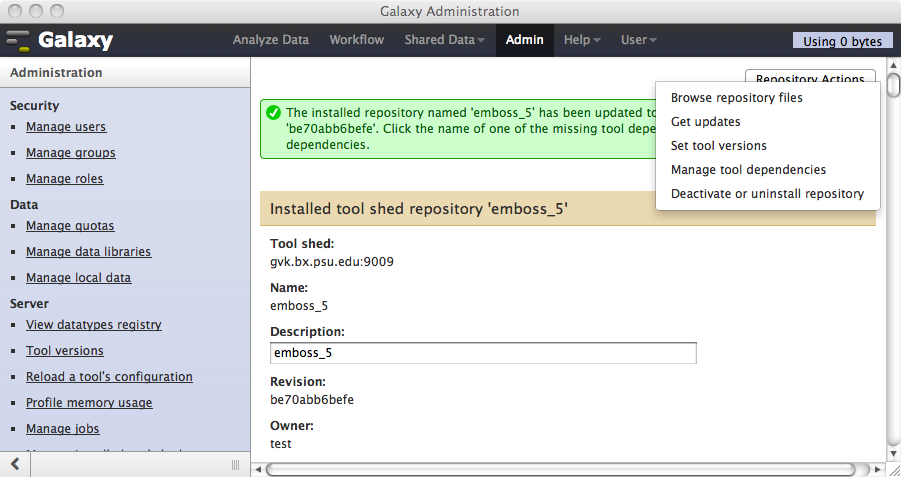 Galaxy Administration
Galaxy
Analyze Data Workflow Shared Data Admin Help User Using 0 bytes
Administration
Security
Manage users
Manage groups
Manage roles
Data
Manage quotas
Manage data libraries
Manage local data
Server
View datatypes registry
Tool versions
Reload a tool's configuration
Profile memory usage
Manage jobs
Repository Actions
Browse repository files
Get updates
Set tool versions
Manage tool dependencies
Deactivate or uninstall repository
The installed repository named 'emboss_5' has been updated to
'be70abb6befe'. Click the name of one of the missing tool
dependencies.
Installed tool shed repository 'emboss_5'
Tool shed:
gvk.bx.psu.edu:9009
Name:
emboss_5
Description:
emboss_5
Revision:
be70abb6befe
Owner:
test